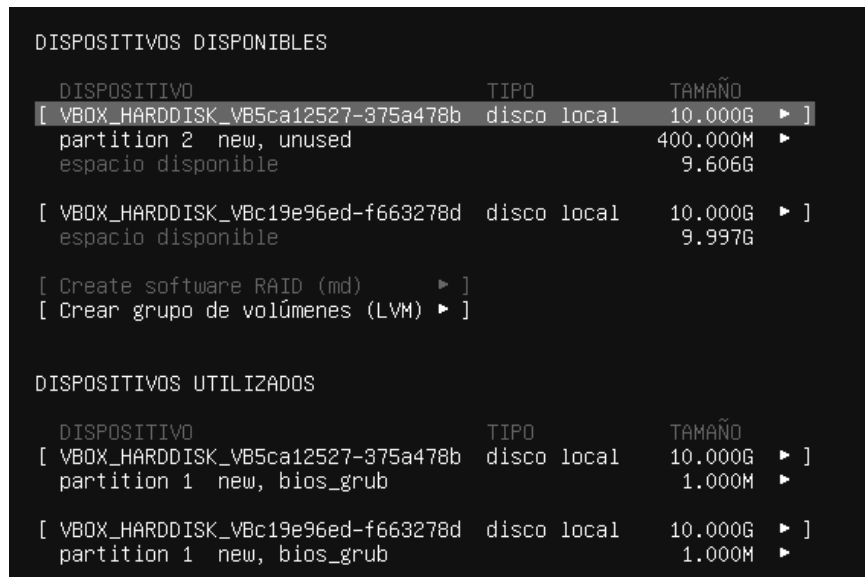 DISPOSITIVOS DISPONIBLES
DISPOSITIVO TIPO TAMAÑO
[ VBOX_HARDDISK_VB5ca12527-375a478b disco local 10.000G ► ]
partition 2 new, unused 400.000M ►
espacio disponible 9.606G
[ VBOX_HARDDISK_VBc19e96ed-f663278d disco local 10.000G ► ]
espacio disponible 9.997G
[ Create software RAID (md) ► ]
[ Crear grupo de volúmenes (LVM) ► ]
DISPOSITIVOS UTILIZADOS
DISPOSITIVO TIPO TAMAÑO
[ VBOX_HARDDISK_VB5ca12527-375a478b disco local 10.000G ► ]
partition 1 new, bios_grub 1.000M ►
[ VBOX_HARDDISK_VBc19e96ed-f663278d disco local 10.000G ► ]
partition 1 new, bios_grub 1.000M ►